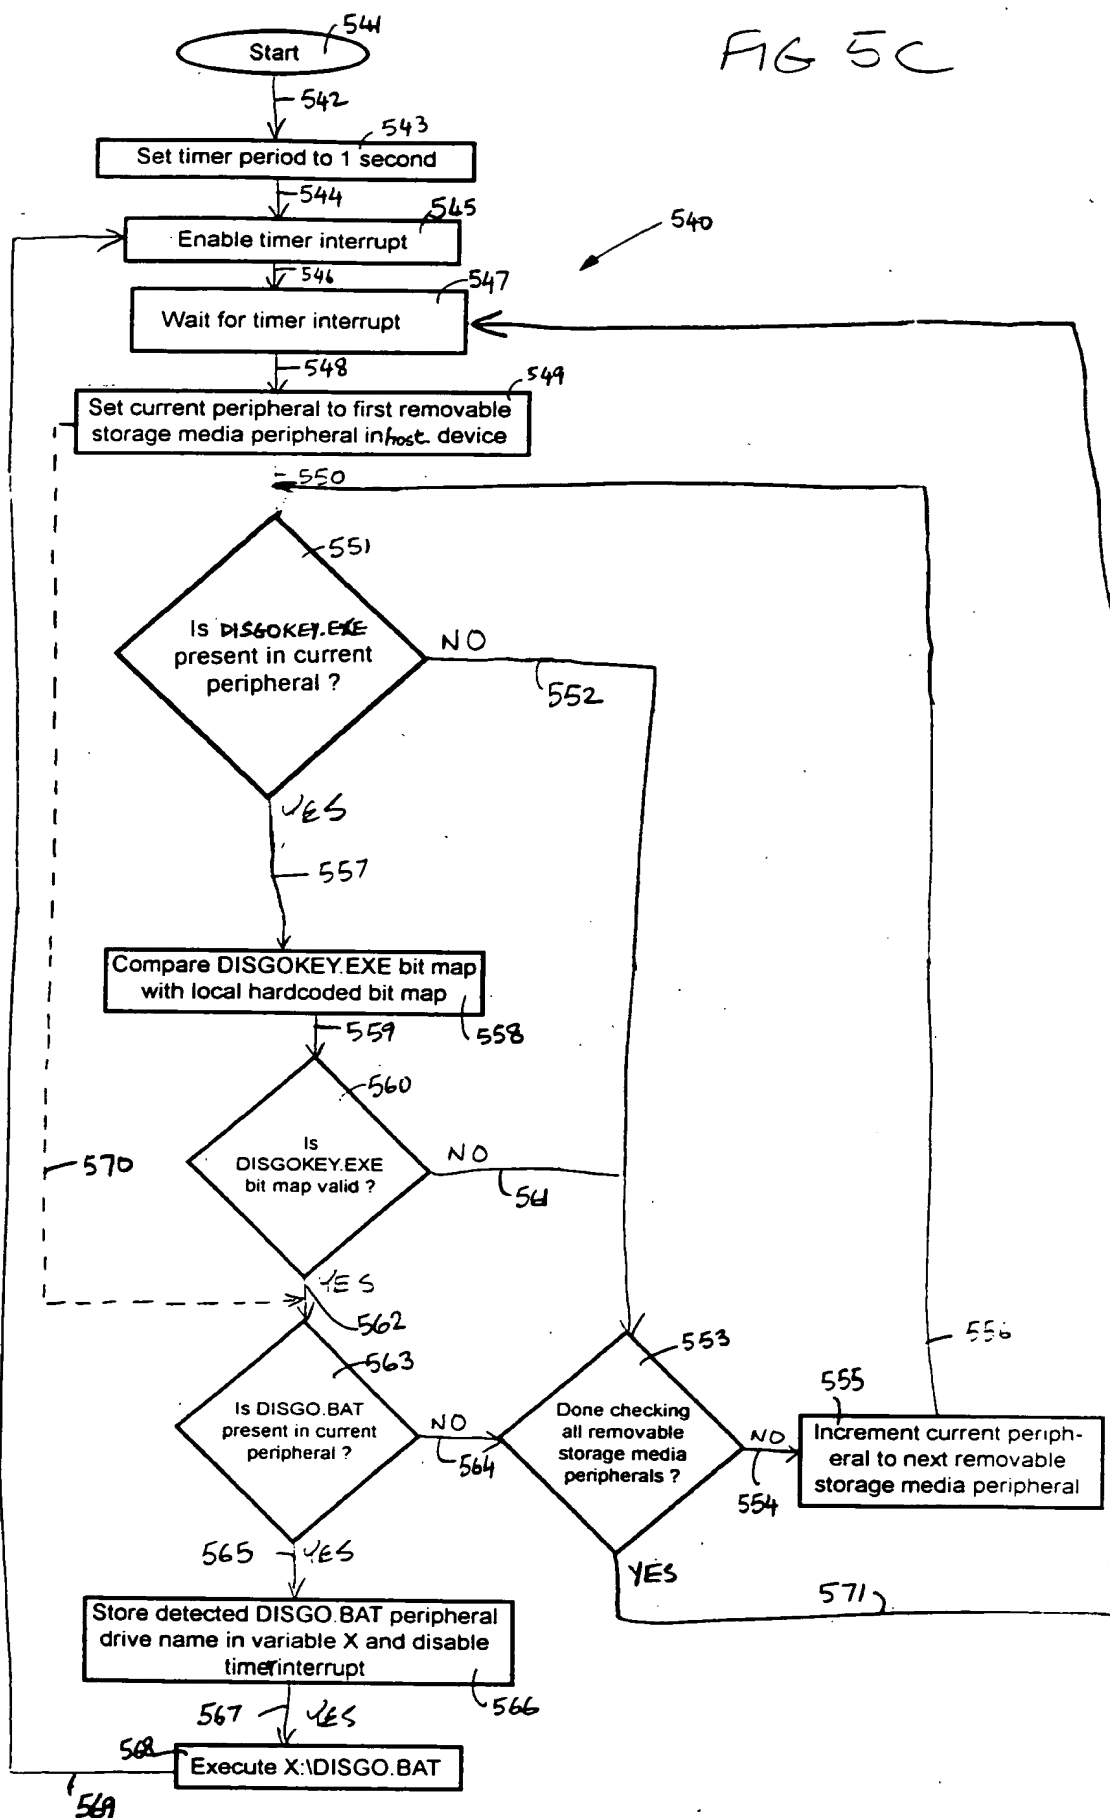 FIG 5C
541
Start
542
543
Set timer period to 1 second
544
545
Enable timer interrupt
540
546
547
Wait for timer interrupt
548
549
Set current peripheral to first removable
storage media peripheral in host device
550
551
Is DISGOKEY.EXE
present in current
peripheral ?
NO
552
YES
557
Compare DISGOKEY.EXE bit map
with local hardcoded bit map
559
558
560
Is
DISGOKEY.EXE
bit map valid ?
NO
561
570
YES
562
563
Is DISGO.BAT
present in current
peripheral ?
NO
564
553
Done checking
all removable
storage media
peripherals ?
NO
554
556
555
Increment current periph-
eral to next removable
storage media peripheral
YES
571
565
YES
Store detected DISGO.BAT peripheral
drive name in variable X and disable
timer interrupt
566
567
YES
568
Execute X:\DISGO.BAT
569